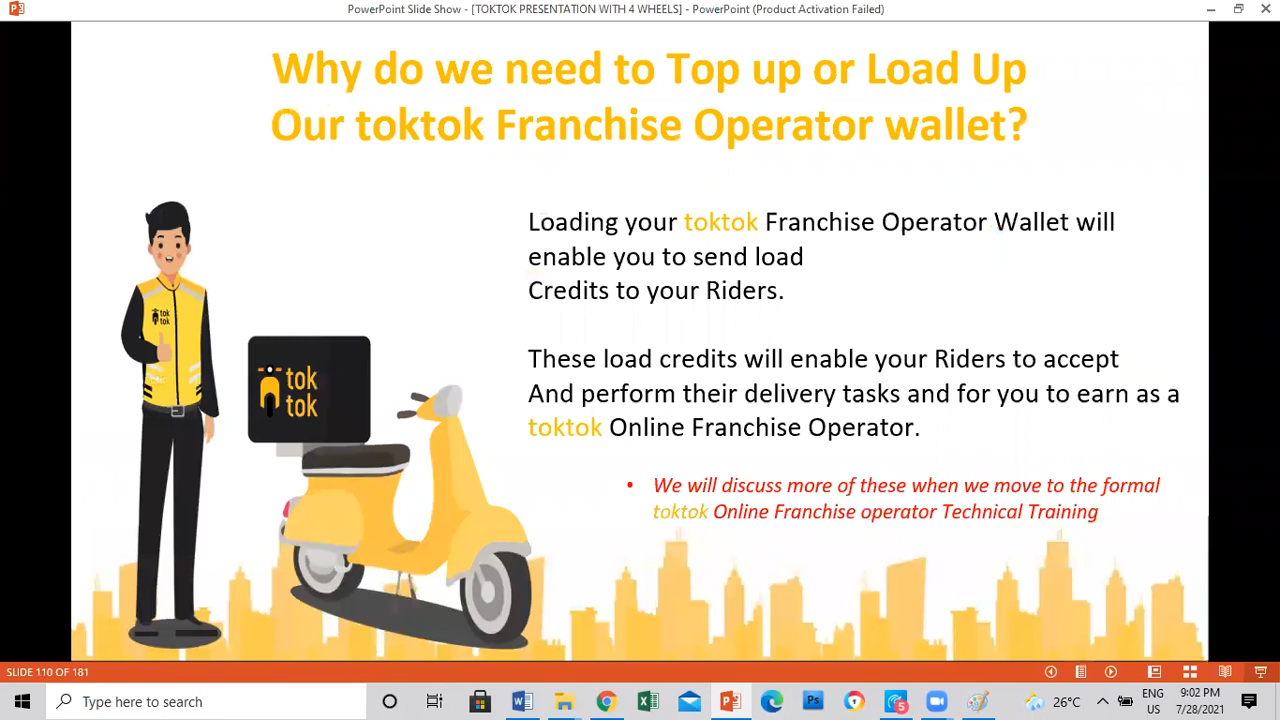 PowerPoint Slide Show - [TOKTOK PRESENTATION WITH 4 WHEELS] - PowerPoint (Product Activation Failed)
Why do we need to Top up or Load Up
Our toktok Franchise Operator wallet?
Loading your toktok Franchise Operator Wallet will
enable you to send load
Credits to your Riders.
These load credits will enable your Riders to accept
And perform their delivery tasks and for you to earn as a
toktok Online Franchise Operator.
• We will discuss more of these when we move to the formal
toktok Online Franchise operator Technical Training
tok
tok
tok
tok
SLIDE 110 OF 181
Type here to search
5
26°C
ENG
US
9:02 PM
7/28/2021